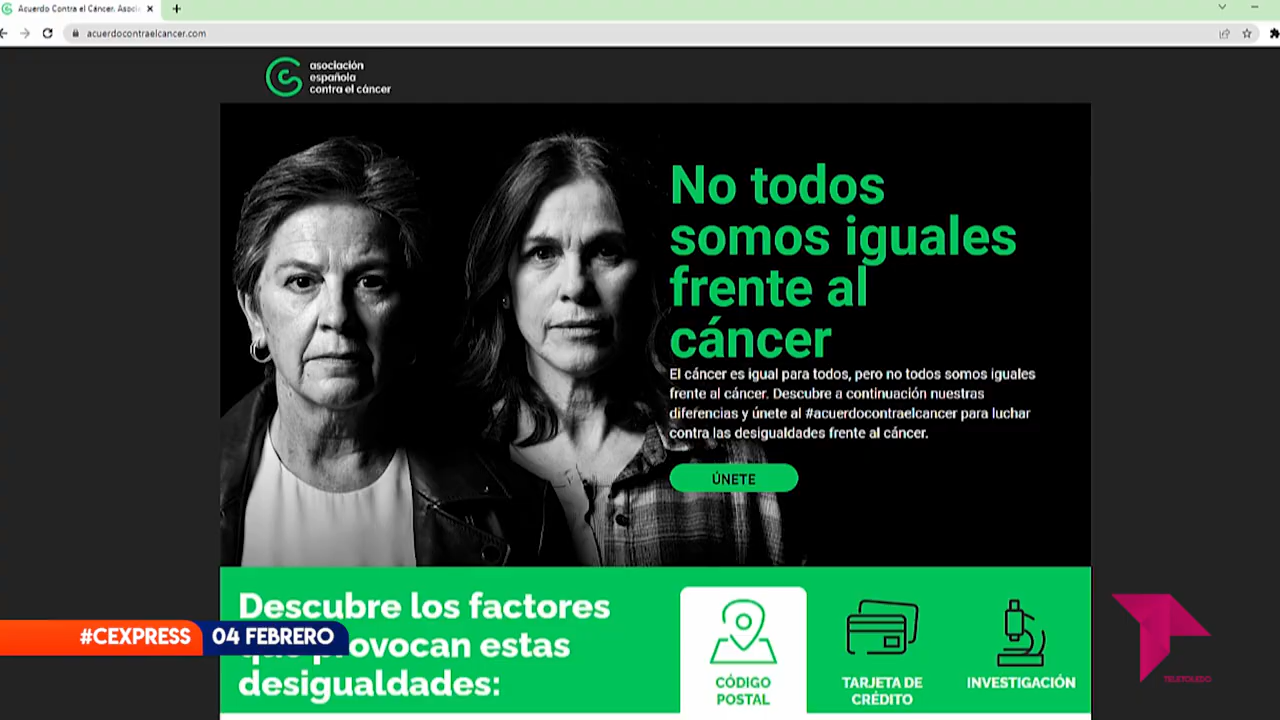 Acuerdo Contra el Cáncer. Asoci
acuerdocontraelcancer.com
asociación
española
contra el cáncer
No todos
somos iguales
frente al
cáncer
El cáncer es igual para todos, pero no todos somos iguales
frente al cáncer. Descubre a continuación nuestras
diferencias y únete al #acuerdocontraelcancer para luchar
contra las desigualdades frente al cáncer.
ÚNETE
Descubre los factores
provocan estas
desigualdades:
CÓDIGO
POSTAL
TARJETA DE
CRÉDITO
INVESTIGACIÓN
#CEXPRESS
04 FEBRERO
TELETOLEDO